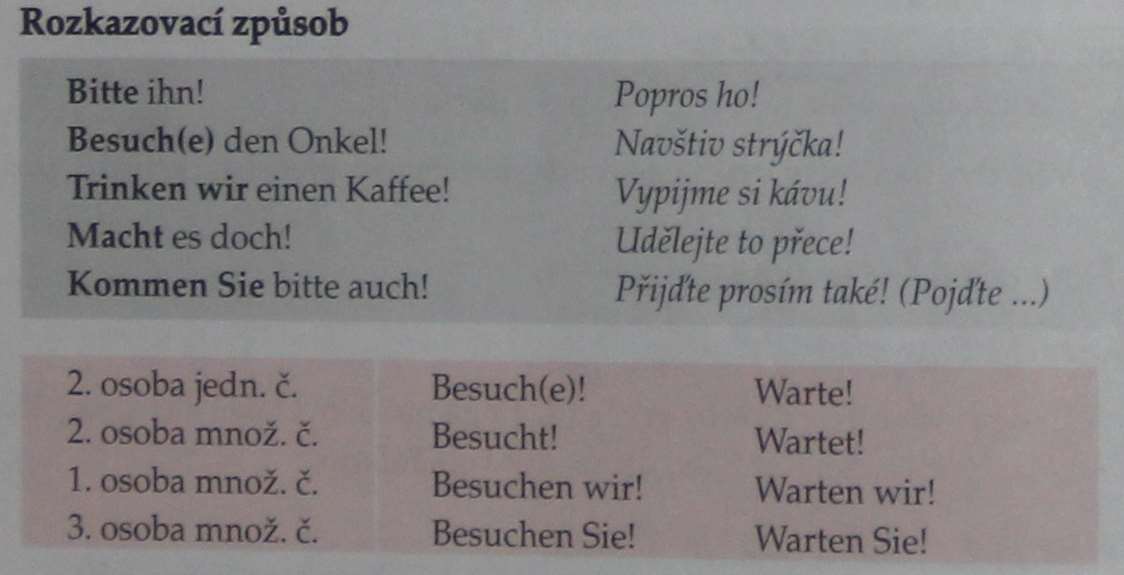 Rozkazovací způsob
Bitte ihn! Popros ho!
Besuch(e) den Onkel! Navštiv strýčka!
Trinken wir einen Kaffee! Vypijme si kávu!
Macht es doch! Udělejte to přece!
Kommen Sie bitte auch! Přijďte prosím také! (Pojďte ...)
2. osoba jedn. č. Besuch(e)! Warte!
2. osoba množ. č. Besucht! Wartet!
1. osoba množ. č. Besuchen wir! Warten wir!
3. osoba množ. č. Besuchen Sie! Warten Sie!